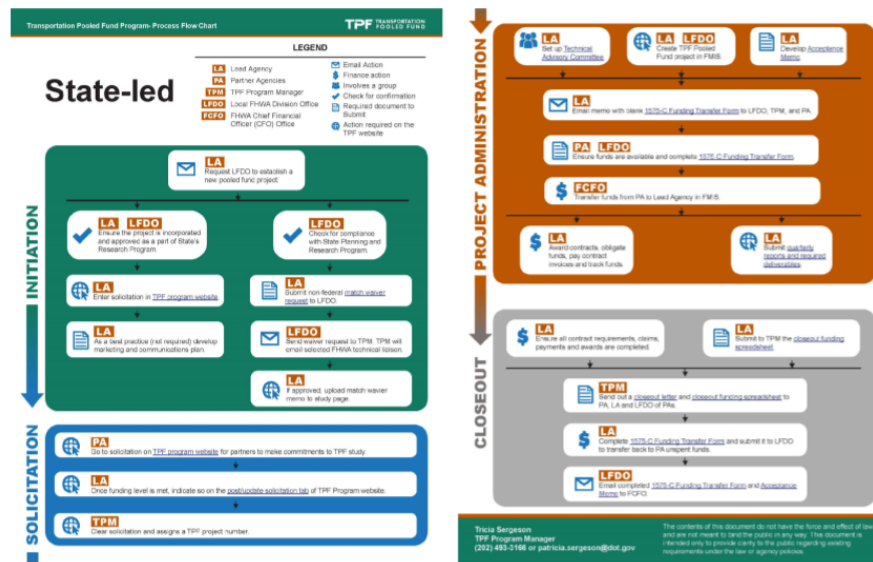 Transportation Pooled Fund Program- Process Flow Chart
TPF TRANSPORTATION
POOLED FUND
State-led
LEGEND
LA Lead Agency
PA Partner Agencies
TPM TPF Program Manager
LFDO Local FHWA Division Office
FCFO FHWA Chief Financial
Officer (CFO) Office
Email Action
Finance action
Involves a group
Check for confirmation
Required document to
Submit
Action required on the
TPF website
INITIATION
LA
Request LFDO to establish a
new pooled fund project.
LA LFDO
Ensure the project is incorporated
and approved as a part of State's
Research Program.
LFDO
Check for compliance
with State Planning and
Research Program.
LA
Enter solicitation in TPF program website.
LA
Submit non-federal match waiver
request to LFDO.
LA
As a best practice (not required) develop
marketing and communications plan.
LFDO
Send waiver request to TPM. TPM will
email selected FHWA technical liaison.
LA
If approved, upload match wavier
memo to study page.
SOLICITATION
PA
Go to solicitation on TPF program website for partners to make commitments to TPF study.
LA
Once funding level is met, indicate so on the post/update solicitation tab of TPF Program website.
TPM
Clear solicitation and assign a TPF project number.
PROJECT ADMINISTRATION
LA
Set up Technical
Advisory Committee.
LA LFDO
Create TPF Pooled
Fund project in FMIS.
LA
Develop Acceptance
Memo.
LA
Email memo with blank 1575-C Funding Transfer Form to LFDO, TPM, and PA.
PA LFDO
Ensure funds are available and complete 1575-C Funding Transfer Form.
FCFO
Transfer funds from PA to Lead Agency in FMIS.
LA
Award contracts, obligate
funds, pay contract
invoices and track funds.
LA
Submit quarterly
reports and required
deliverables.
CLOSEOUT
LA
Ensure all contract requirements, claims,
payments and awards are completed.
LA
Submit to TPM the closeout funding
spreadsheet.
TPM
Send out a closeout letter and closeout funding spreadsheet to
PA, LA and LFDO of PAs.
LA
Complete 1575-C Funding Transfer Form and submit it to LFDO
to transfer back to PA unspent funds.
LFDO
Email completed 1575-C Funding Transfer Form and Acceptance
Memo to FCFO.
Tricia Sergeson
TPF Program Manager
(202) 493-3166 or patricia.sergeson@dot.gov
The contents of this document do not have the force and effect of law
and are not meant to bind the public in any way. This document is
intended only to provide clarity to the public regarding existing
requirements under the law or agency policies.